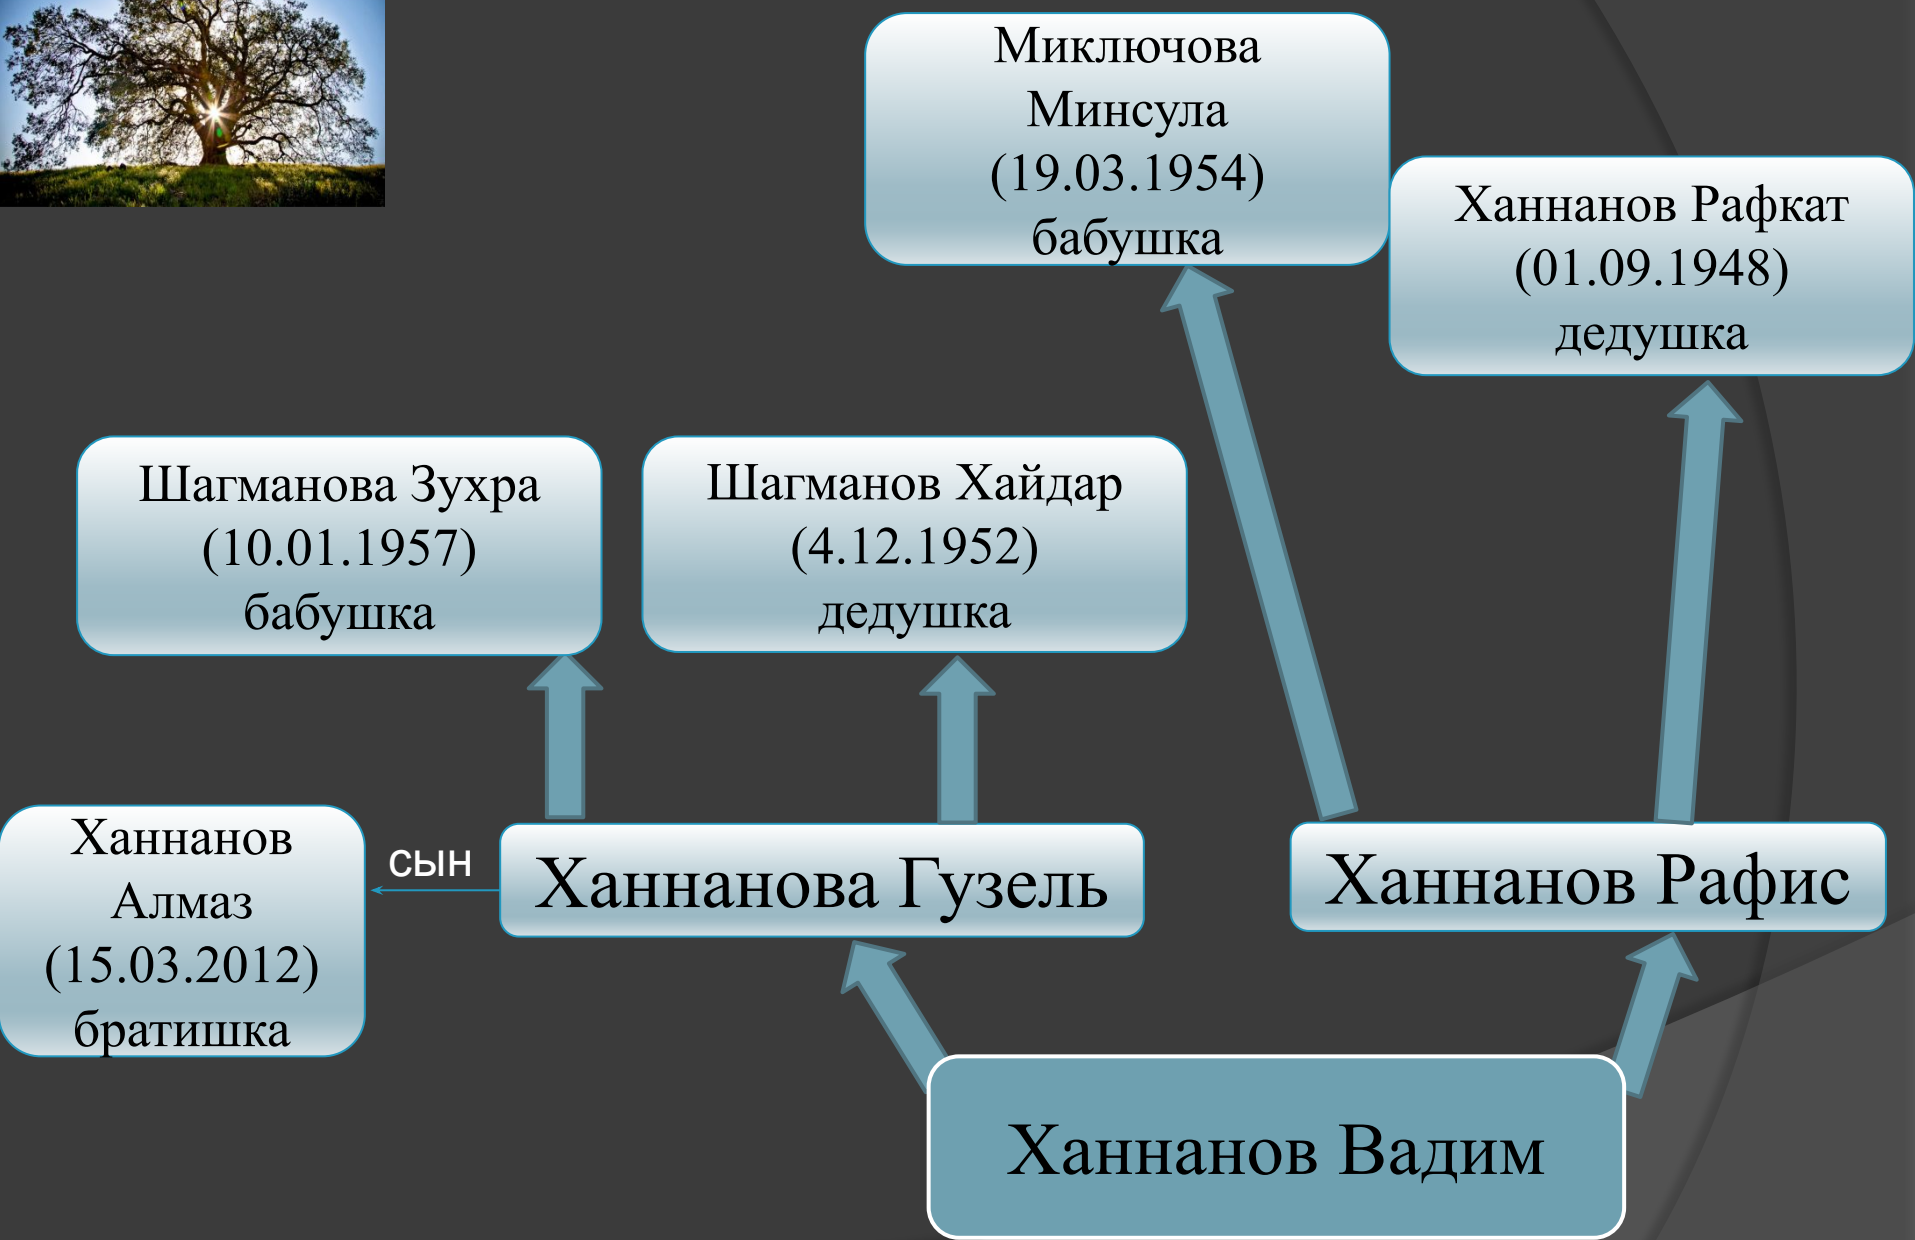 Миключова
Минсула
(19.03.1954)
бабушка
Ханнанов Рафкат
(01.09.1948)
дедушка
Шагманова Зухра
(10.01.1957)
бабушка
Шагманов Хайдар
(4.12.1952)
дедушка
Ханнанов
Алмаз
(15.03.2012)
братишка
сын
Ханнанова Гузель
Ханнанов Рафис
Ханнанов Вадим